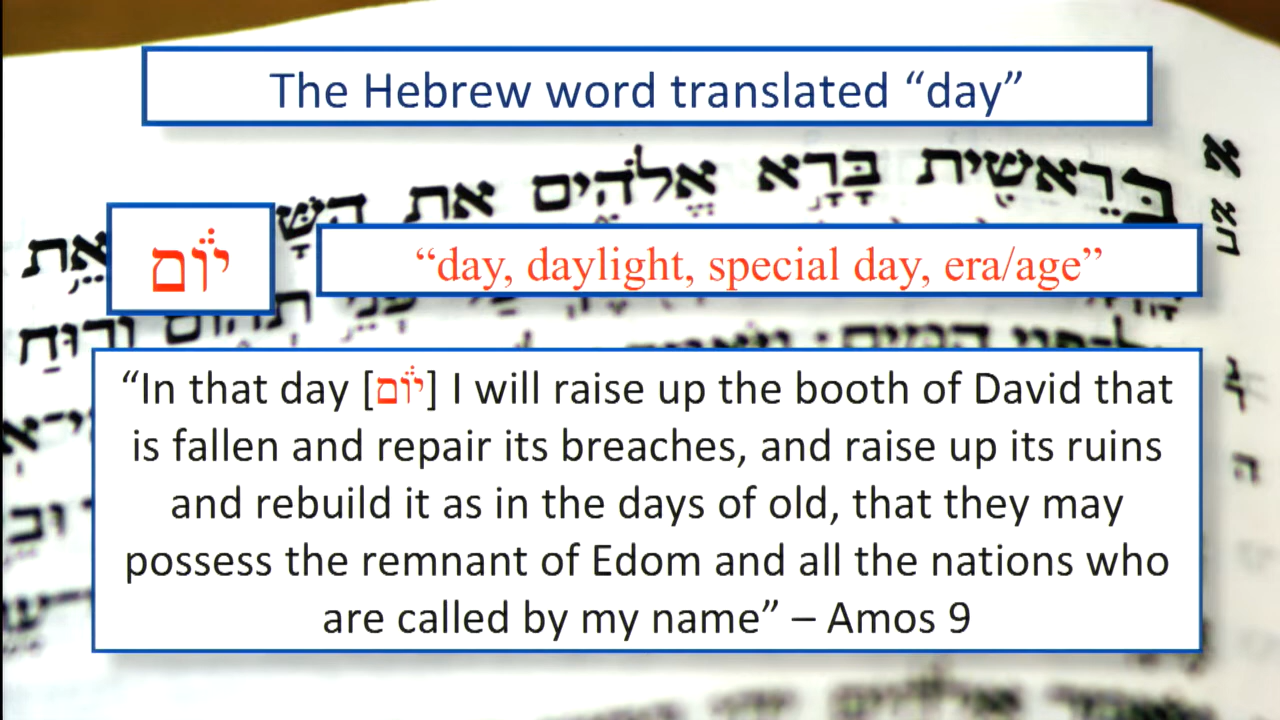 The Hebrew word translated “day”
בְּרֵאשִׁית בָּרָא אֱלֹהִים את
י֔וֹם
“day, daylight, special day, era/age”
“In that day [י֔וֹם] I will raise up the booth of David that
is fallen and repair its breaches, and raise up its ruins
and rebuild it as in the days of old, that they may
possess the remnant of Edom and all the nations who
are called by my name” – Amos 9